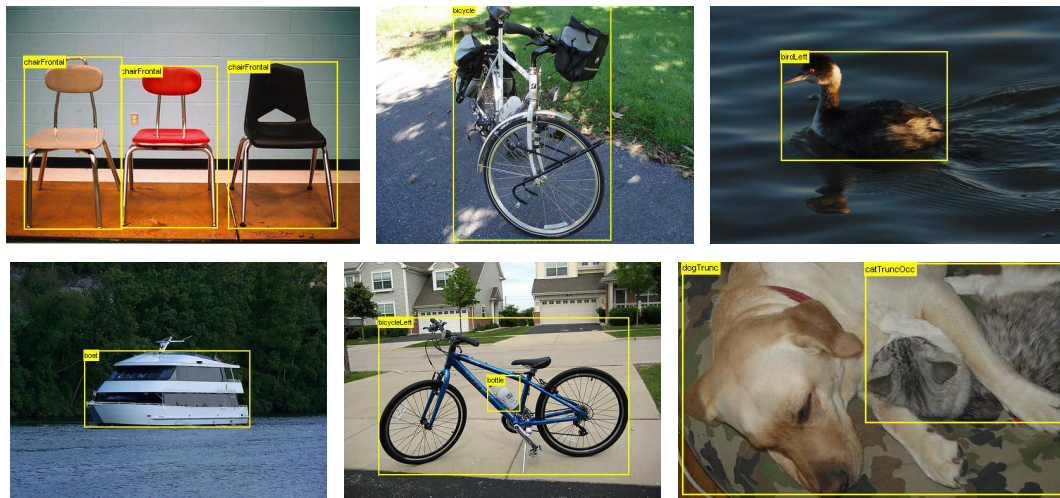 chairFrontal
chairFrontal
chairFrontal
bicycle
birdLeft
boat
bicycleLeft
bottle
dogTrunc
catTruncOcc